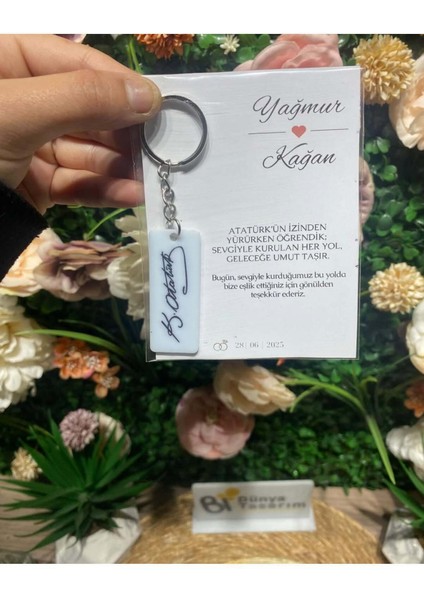 Yağmur
Kağan
ATATÜRK'ÜN İZİNDEN
YÜRÜRKEN ÖĞRENDİK;
SEVGİYLE KURULAN HER YOL,
GELECEĞE UMUT TAŞIR.
Bugün, sevgiyle kurduğumuz bu yolda
bize eşlik ettiğiniz için gönülden
teşekkür ederiz.
28 | 06 | 2025
K. Atatürk
Bi Dünya
Tasarım